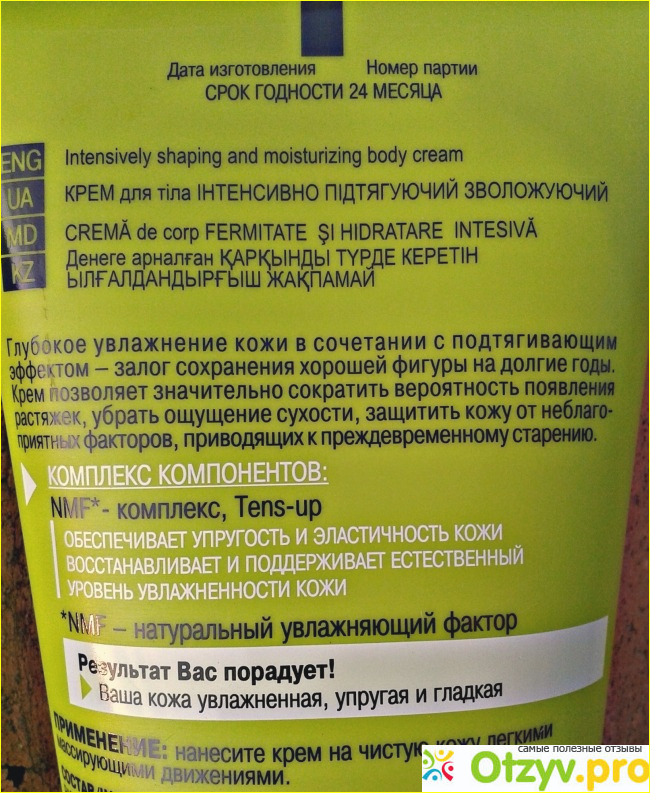 Дата изготовления Номер партии
СРОК ГОДНОСТИ 24 МЕСЯЦА
ENG Intensively shaping and moisturizing body cream
UA КРЕМ для тіла ІНТЕНСИВНО ПІДТЯГУЮЧИЙ ЗВОЛОЖУЮЧИЙ
MD CREMĂ de corp FERMITATE ŞI HIDRATARE INTESIVĂ
KZ Денеге арналған ҚАРҚЫНДЫ ТҮРДЕ КЕРЕТІН
ЫЛҒАЛДАНДЫРҒЫШ ЖАҚПАМАЙ
Глубокое увлажнение кожи в сочетании с подтягивающим
эффектом – залог сохранения хорошей фигуры на долгие годы.
Крем позволяет значительно сократить вероятность появления
растяжек, убрать ощущение сухости, защитить кожу от неблаго-
приятных факторов, приводящих к преждевременному старению.
КОМПЛЕКС КОМПОНЕНТОВ:
NMF*- комплекс, Tens-up
ОБЕСПЕЧИВАЕТ УПРУГОСТЬ И ЭЛАСТИЧНОСТЬ КОЖИ
ВОССТАНАВЛИВАЕТ И ПОДДЕРЖИВАЕТ ЕСТЕСТВЕННЫЙ
УРОВЕНЬ УВЛАЖНЕННОСТИ КОЖИ
*NMF – натуральный увлажняющий фактор
Результат Вас порадует!
Ваша кожа увлажненная, упругая и гладкая
ПРИМЕНЕНИЕ: нанесите крем на чистую кожу легкими
массирующими движениями.
самые полезные отзывы
Otzyv.pro